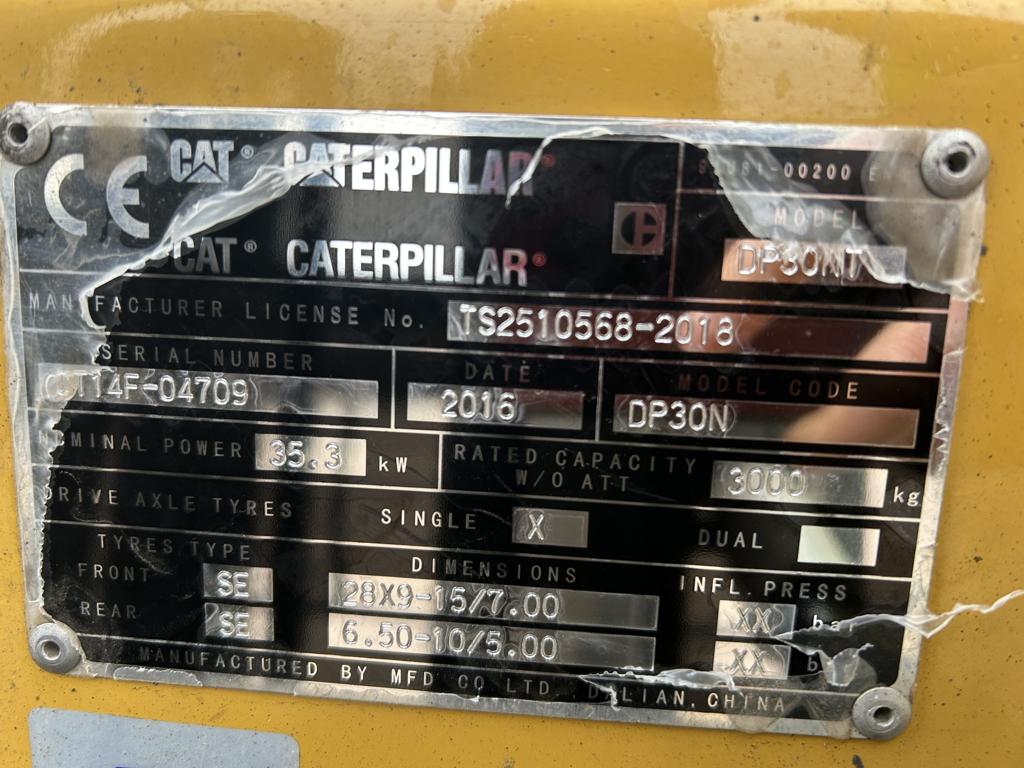 CE CAT® CATERPILLAR®
-00200
CAT® CATERPILLAR®
MODEL
DP30NT
MANUFACTURER LICENSE No. TS2510568-2018
SERIAL NUMBER DATE MODEL CODE
T14F-04709 2016 DP30N
NOMINAL POWER 35.3 kW RATED CAPACITY W/O ATT 3000 kg
DRIVE AXLE TYRES SINGLE X DUAL
TYRES TYPE DIMENSIONS INFL.PRESS
FRONT SE 28X9-15/7.00 XX bar
REAR SE 6.50-10/5.00 XX
MANUFACTURED BY MFD CO LTD, DALIAN, CHINA